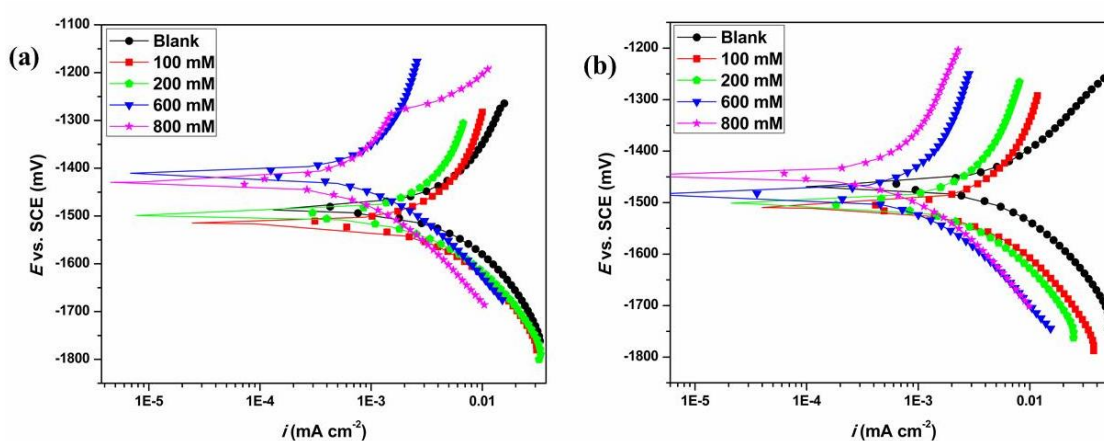 (a)
-1100
-1200
-1300
-1400
-1500
-1600
-1700
-1800
E vs. SCE (mV)
Blank
100 mM
200 mM
600 mM
800 mM
1E-5
1E-4
1E-3
0.01
i (mA cm⁻²)
(b)
-1200
-1300
-1400
-1500
-1600
-1700
-1800
E vs. SCE (mV)
Blank
100 mM
200 mM
600 mM
800 mM
1E-5
1E-4
1E-3
0.01
i (mA cm⁻²)